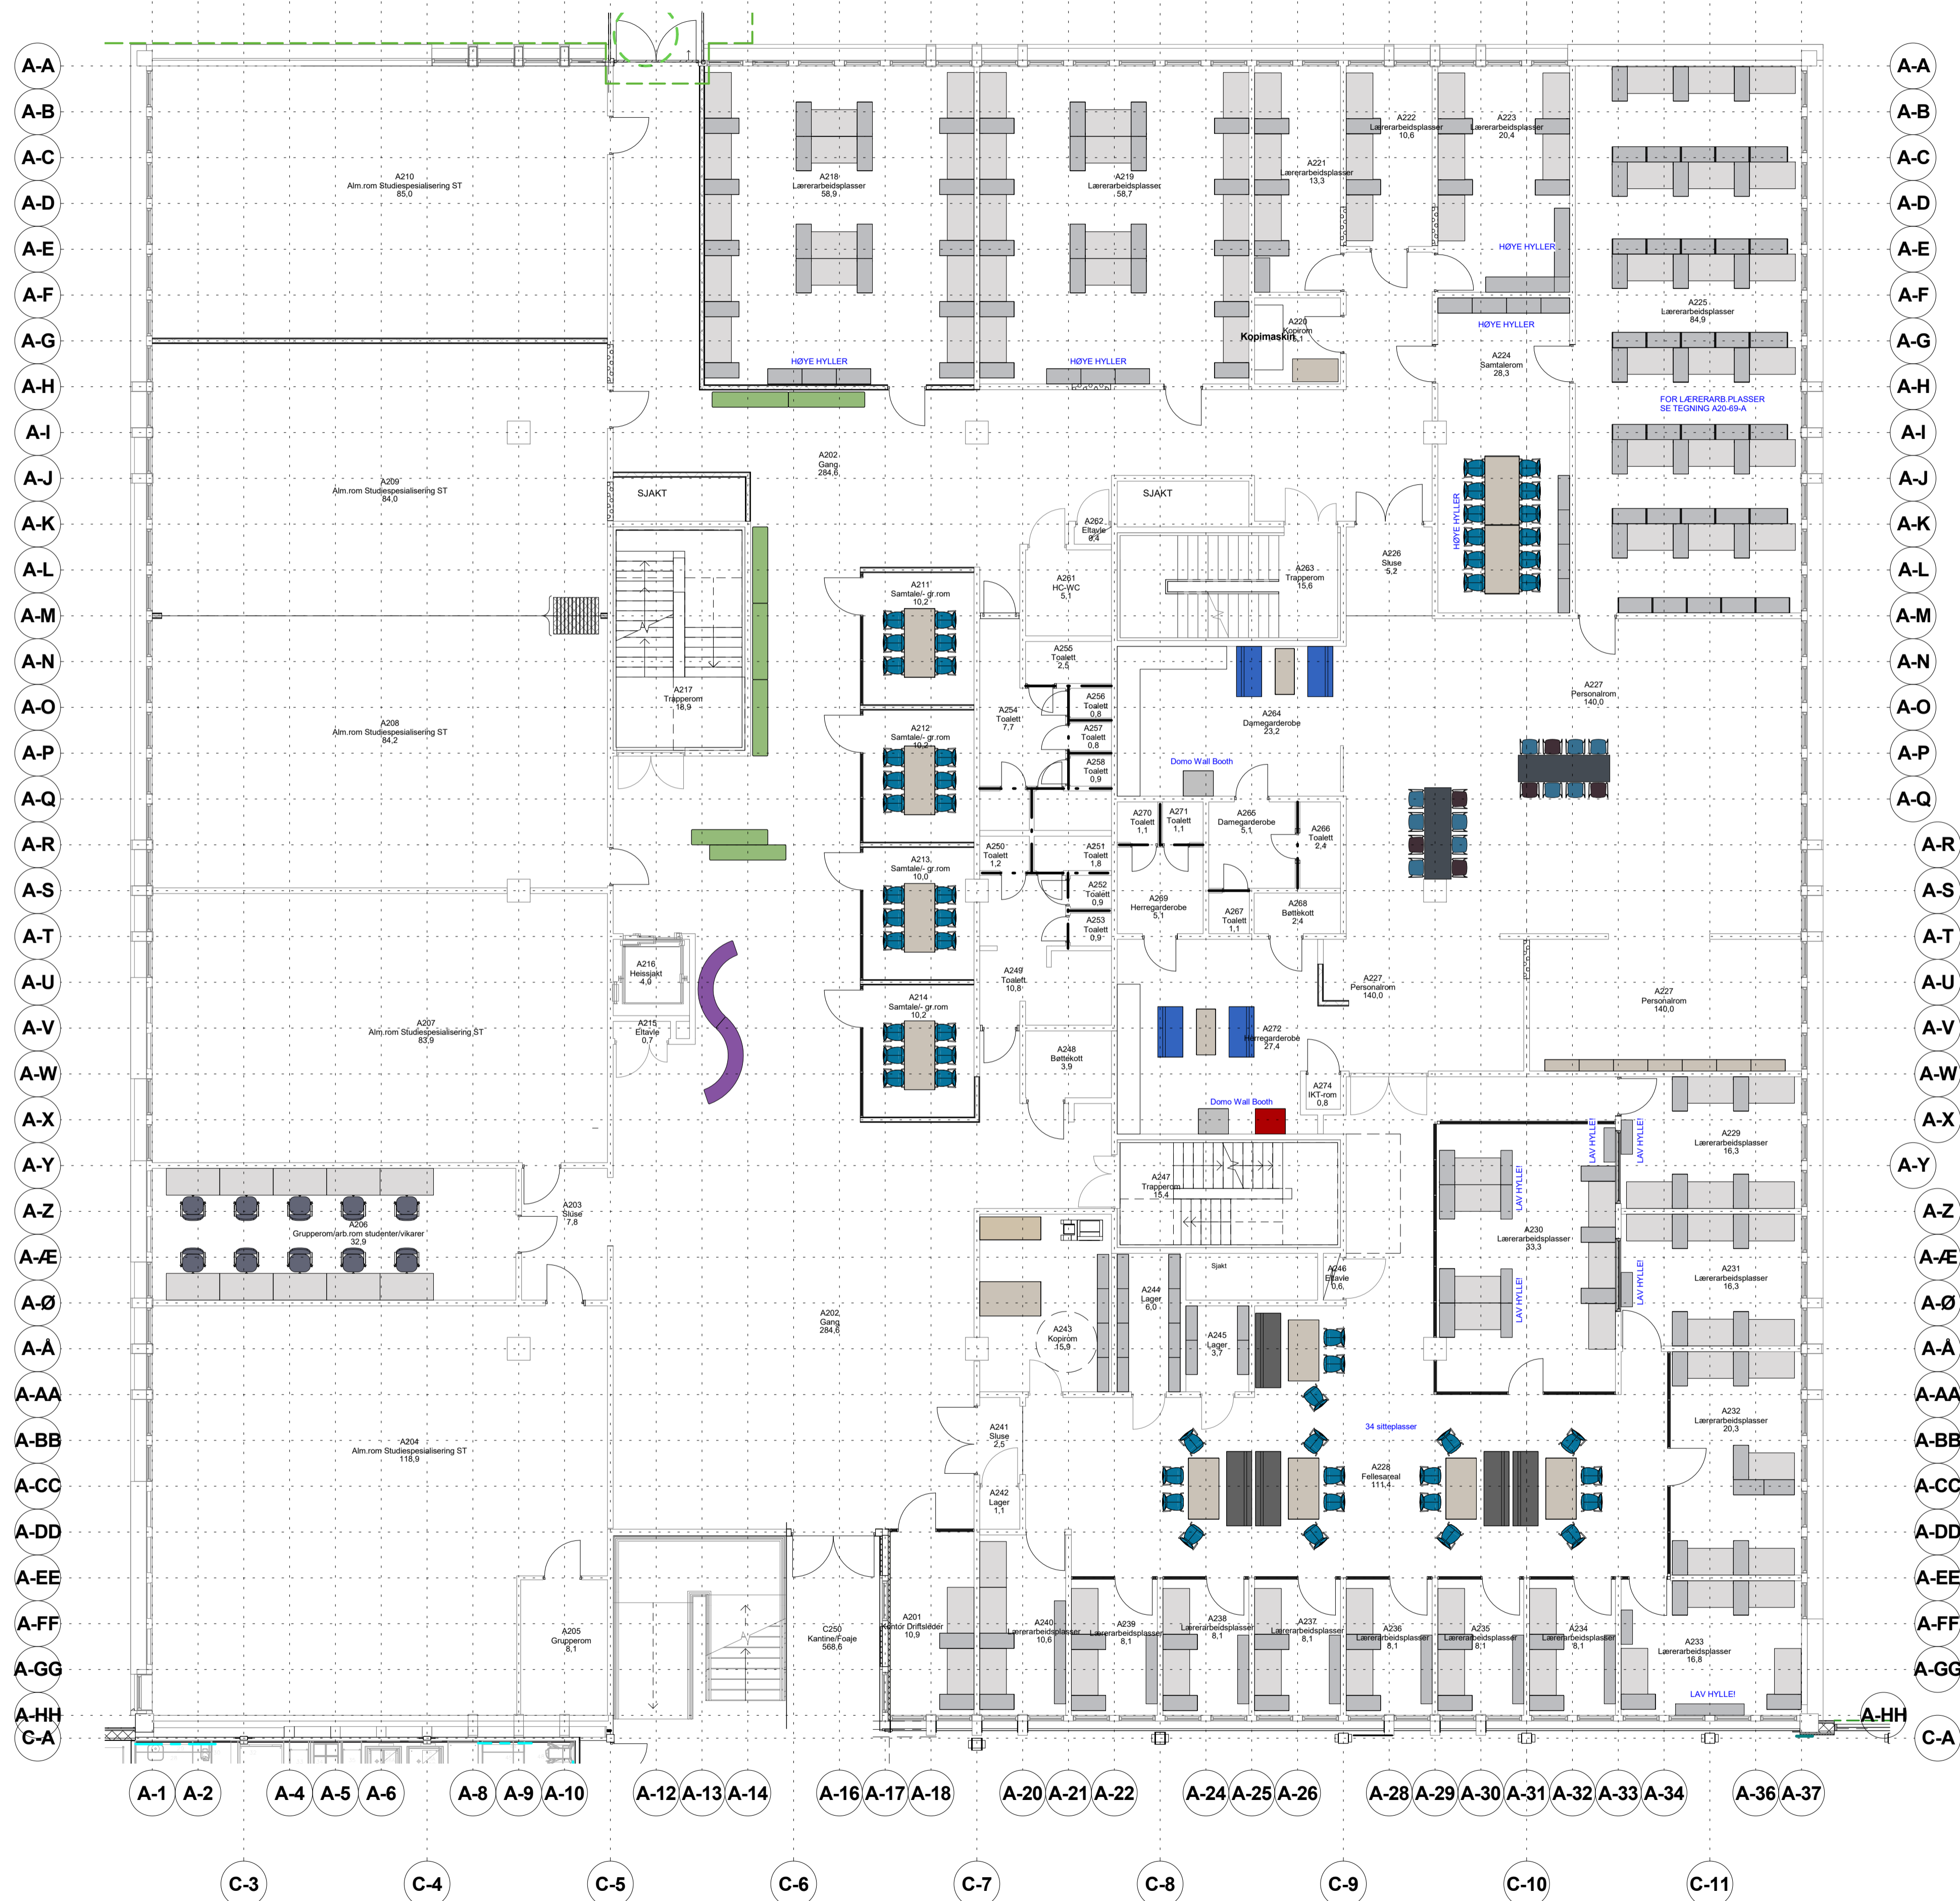 A-A
A-B
A-C
A-D
A-E
A-F
A-G
A-H
A-I
A-J
A-K
A-L
A-M
A-N
A-O
A-P
A-Q
A-R
A-S
A-T
A-U
A-V
A-W
A-X
A-Y
A-Z
A-Æ
A-Ø
A-Å
A-AA
A-BB
A-CC
A-DD
A-EE
A-FF
A-GG
A-HH
C-A
A210
Alm.rom Studiespesialisering ST
85,0
A209
Alm.rom Studiespesialisering ST
84,0
A208
Alm.rom Studiespesialisering ST
84,2
A207
Alm.rom Studiespesialisering ST
83,9
A206
Grupperom/arb.rom studenter/vikarer
32,9
A203
Sluse
7,8
A204
Alm.rom Studiespesialisering ST
118,9
A205
Grupperom
8,1
A218
Lærerarbeidsplasser
58,9
HØYE HYLLER
A219
Lærerarbeidsplasser
58,7
HØYE HYLLER
A221
Lærerarbeidsplasser
13,3
A222
Lærerarbeidsplasser
10,6
A223
Lærerarbeidsplasser
20,4
HØYE HYLLER
HØYE HYLLER
A220
Kopirom
Kopimaskin
A224
Samtalerom
28,3
HØYE HYLLER
A225
Lærerarbeidsplasser
84,9
FOR LÆRERARB.PLASSER
SE TEGNING A20-69-A
A202
Gang
284,6
SJAKT
A217
Trapperom
18,9
SJAKT
A262
Eltavle
0,4
A261
HC-WC
5,1
A263
Trapperom
15,6
A226
Sluse
5,2
A211
Samtale/- gr.rom
10,2
A212
Samtale/- gr.rom
10,2
A213
Samtale/- gr.rom
10,0
A214
Samtale/- gr.rom
10,2
A216
Heissjakt
4,0
A215
Eltavle
0,7
A255
Toalett
2,5
A254
Toalett
7,7
A256
Toalett
0,8
A257
Toalett
0,8
A258
Toalett
0,9
A250
Toalett
1,2
A251
Toalett
1,8
A252
Toalett
0,9
A253
Toalett
0,9
A249
Toalett
10,8
A248
Bøttekott
3,9
A264
Damegarderobe
23,2
Domo Wall Booth
A270
Toalett
1,1
A271
Toalett
1,1
A265
Damegarderobe
5,1
A266
Toalett
2,4
A269
Herregarderobe
5,1
A267
Toalett
1,1
A268
Bøttekott
2,4
A272
Herregarderobe
27,4
Domo Wall Booth
A274
IKT-rom
0,8
A227
Personalrom
140,0
A227
Personalrom
140,0
A227
Personalrom
140,0
A247
Trapperom
15,4
Sjakt
A246
Eltavle
0,6
A244
Lager
6,0
A245
Lager
3,7
A243
Kopirom
15,9
A202
Gang
284,6
A241
Sluse
2,5
A242
Lager
1,1
A229
Lærerarbeidsplasser
16,3
LAV HYLLE!
LAV HYLLE!
LAV HYLLE!
A230
Lærerarbeidsplasser
33,3
A231
Lærerarbeidsplasser
16,3
LAV HYLLE!
LAV HYLLE!
A232
Lærerarbeidsplasser
20,3
34 sitteplasser
A228
Fellesareal
111,4
C250
Kantine/Foaje
568,6
A201
Kontor Driftsleder
10,9
A240
Lærerarbeidsplasser
10,6
A239
Lærerarbeidsplasser
8,1
A238
Lærerarbeidsplasser
8,1
A237
Lærerarbeidsplasser
8,1
A236
Lærerarbeidsplasser
8,1
A235
Lærerarbeidsplasser
8,1
A234
Lærerarbeidsplasser
8,1
A233
Lærerarbeidsplasser
16,8
LAV HYLLE!
A-A
A-B
A-C
A-D
A-E
A-F
A-G
A-H
A-I
A-J
A-K
A-L
A-M
A-N
A-O
A-P
A-Q
A-R
A-S
A-T
A-U
A-V
A-W
A-X
A-Y
A-Z
A-Æ
A-Ø
A-Å
A-AA
A-BB
A-CC
A-DD
A-EE
A-FF
A-GG
A-HH
C-A
A-1 A-2 A-4 A-5 A-6 A-8 A-9 A-10 A-12 A-13 A-14 A-16 A-17 A-18 A-20 A-21 A-22 A-24 A-25 A-26 A-28 A-29 A-30 A-31 A-32 A-33 A-34 A-36 A-37
C-3 C-4 C-5 C-6 C-7 C-8 C-9 C-10 C-11